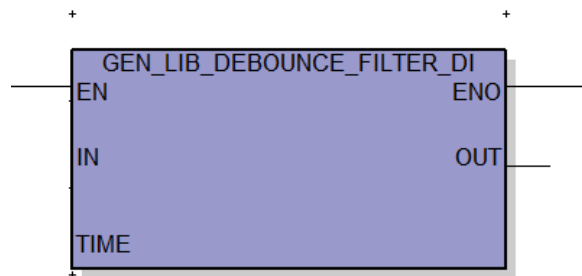 GEN_LIB_DEBOUNCE_FILTER_DI
EN ENO
IN OUT
TIME